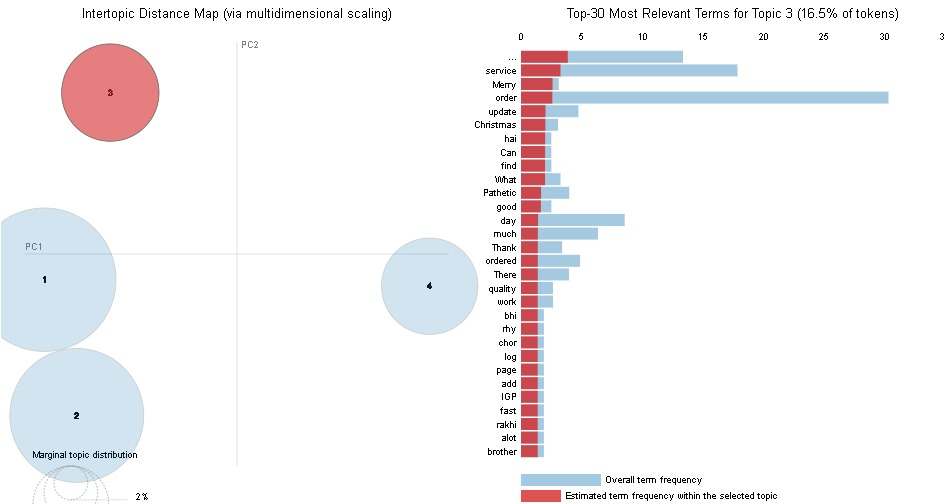 Intertopic Distance Map (via multidimensional scaling)
PC2
3
PC1
1
4
2
Marginal topic distribution
2%
Top-30 Most Relevant Terms for Topic 3 (16.5% of tokens)
0 5 10 15 20 25 30 3
...
service
Merry
order
update
Christmas
hai
Can
find
What
Pathetic
good
day
much
Thank
ordered
There
quality
work
bhi
rhy
chor
log
page
add
IGP
fast
rakhi
alot
brother
Overall term frequency
Estimated term frequency within the selected topic